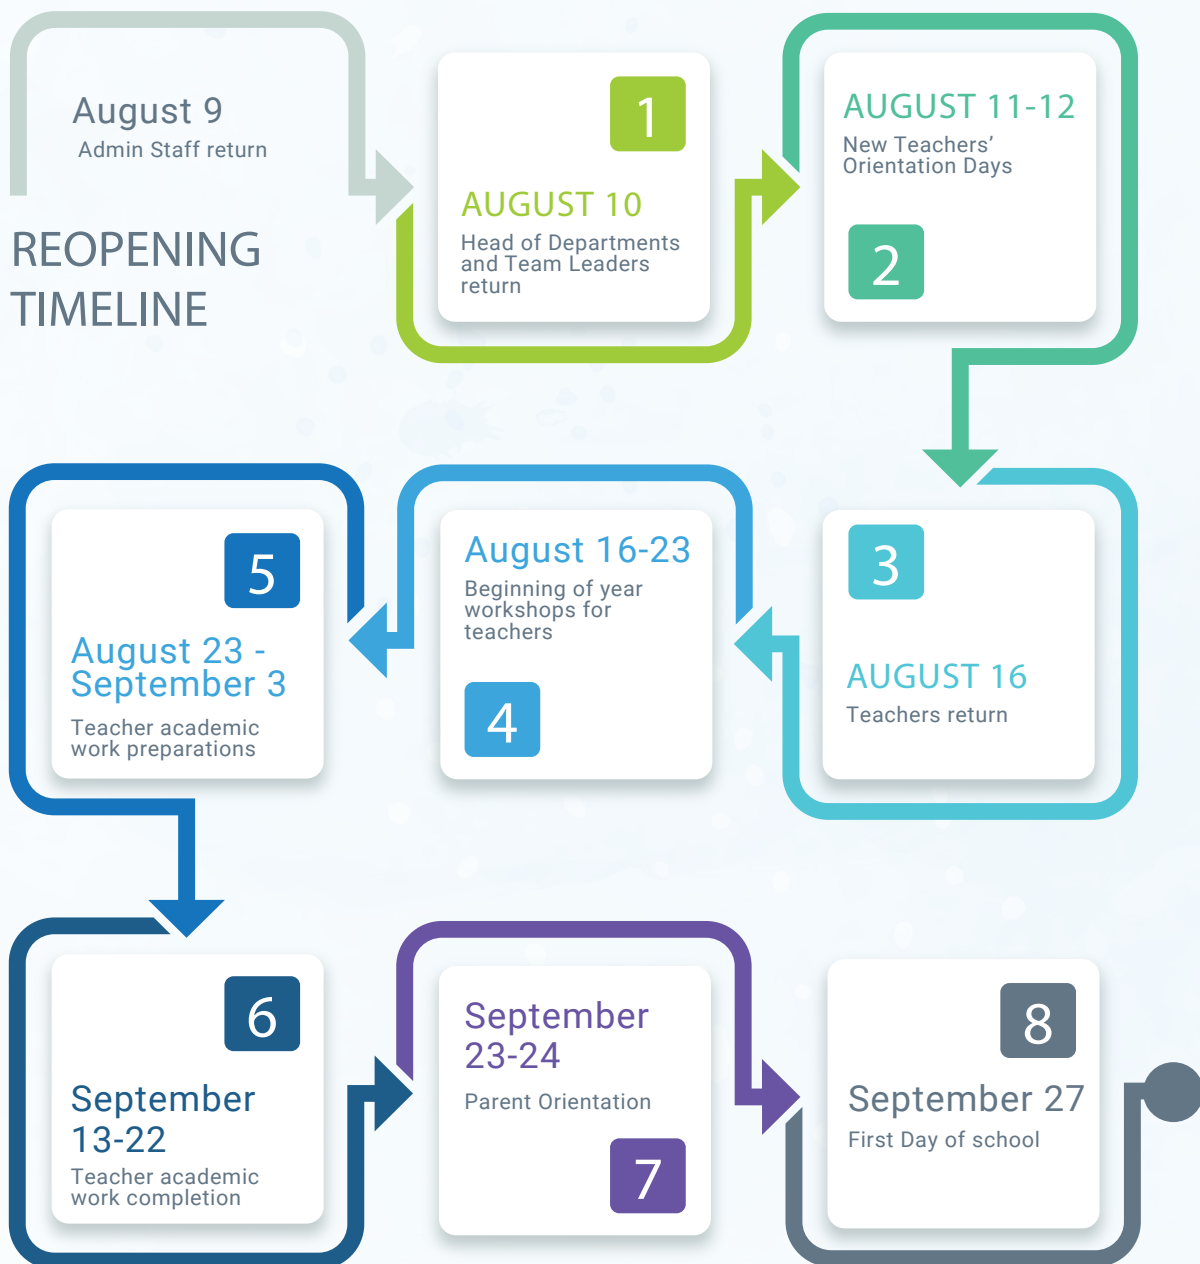 August 9
Admin Staff return
REOPENING
TIMELINE
1
AUGUST 10
Head of Departments
and Team Leaders
return
AUGUST 11-12
New Teachers’
Orientation Days
2
3
AUGUST 16
Teachers return
August 16-23
Beginning of year
workshops for
teachers
4
5
August 23 -
September 3
Teacher academic
work preparations
6
September
13-22
Teacher academic
work completion
September
23-24
Parent Orientation
7
8
September 27
First Day of school